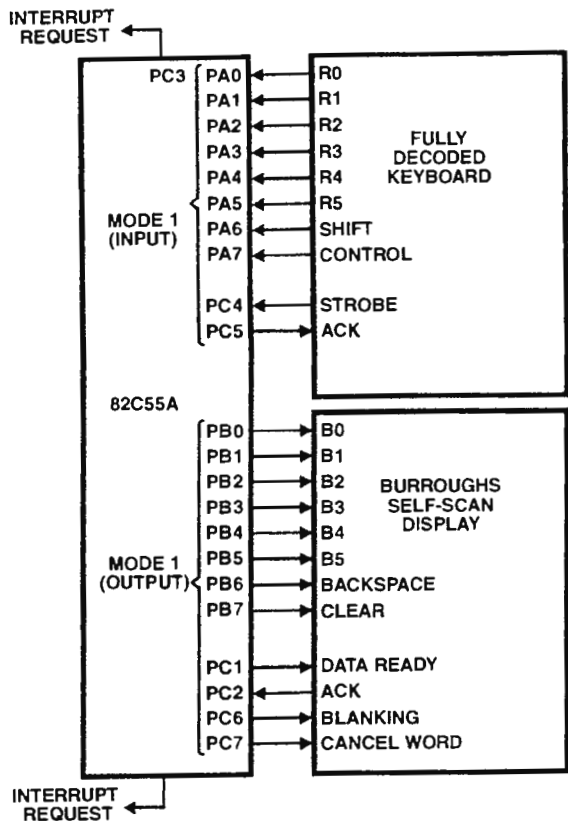 INTERRUPT
REQUEST
PC3 PA0 R0
PA1 R1
PA2 R2
PA3 R3
PA4 R4
PA5 R5
PA6 SHIFT
PA7 CONTROL
PC4 STROBE
PC5 ACK
MODE 1
(INPUT)
FULLY
DECODED
KEYBOARD
82C55A
PB0 B0
PB1 B1
PB2 B2
PB3 B3
PB4 B4
PB5 B5
PB6 BACKSPACE
PB7 CLEAR
PC1 DATA READY
PC2 ACK
PC6 BLANKING
PC7 CANCEL WORD
MODE 1
(OUTPUT)
BURROUGHS
SELF-SCAN
DISPLAY
INTERRUPT
REQUEST